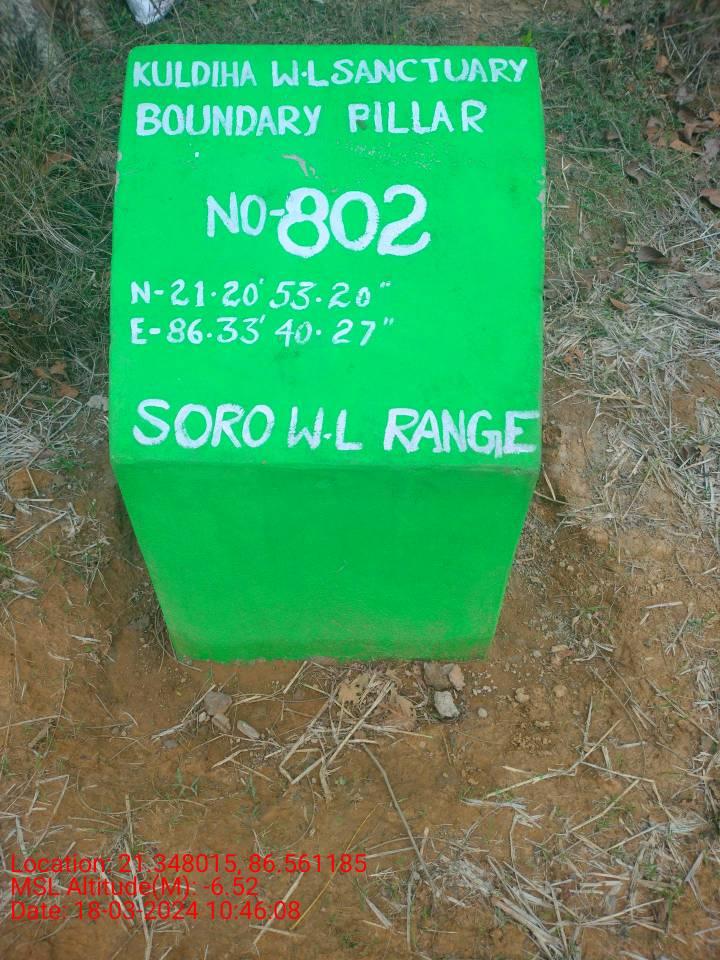 KULDIHA W.L SANCTUARY
BOUNDARY PILLAR
NO-802
N-21.20' 53.20"
E-86.33' 40.27"
SORO W.L RANGE
Location: 21.348015, 86.561185
MSL Altitude(M): -6.52
Date: 18-03-2024 10:46:08